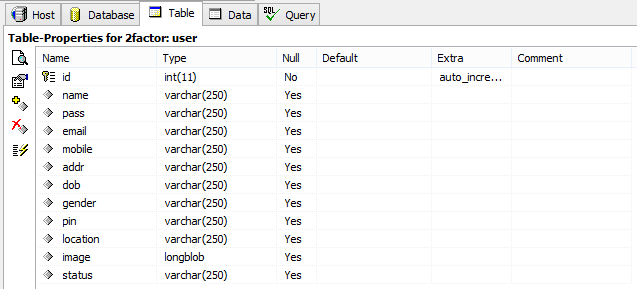 Host Database Table Data SQL Query
Table-Properties for 2factor: user
Name Type Null Default Extra Comment
id int(11) No auto_incre...
name varchar(250) Yes
pass varchar(250) Yes
email varchar(250) Yes
mobile varchar(250) Yes
addr varchar(250) Yes
dob varchar(250) Yes
gender varchar(250) Yes
pin varchar(250) Yes
location varchar(250) Yes
image longblob Yes
status varchar(250) Yes